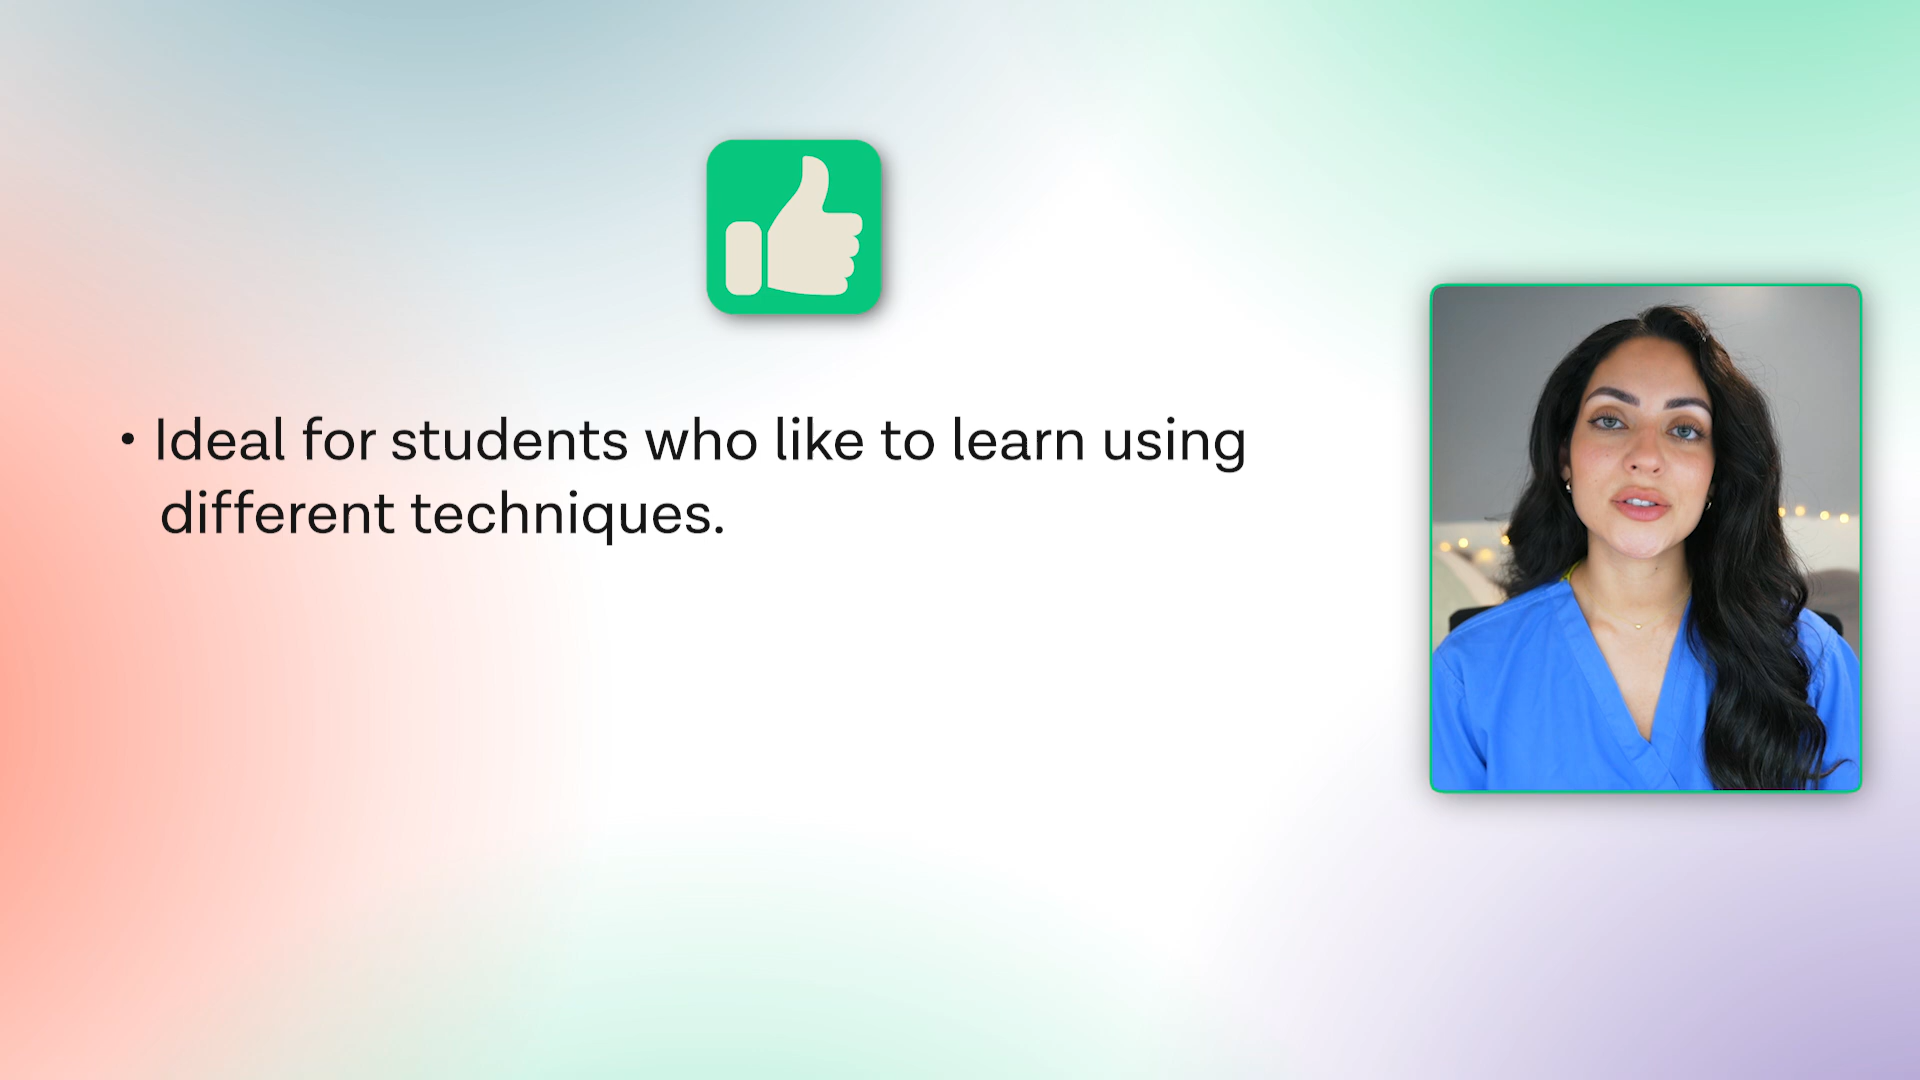 • Ideal for students who like to learn using
different techniques.